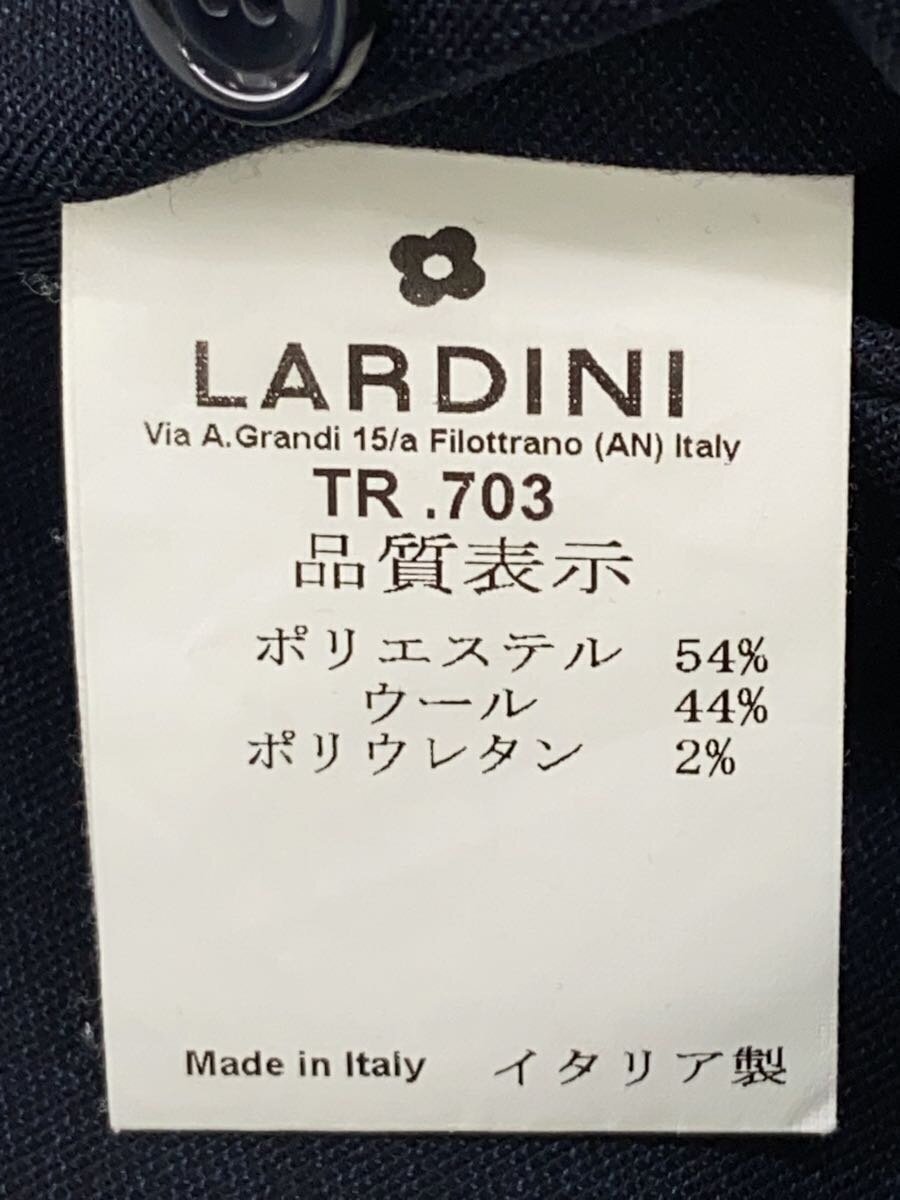 LARDINI
Via A.Grandi 15/a Filottrano (AN) Italy
TR .703
品質表示
ポリエステル 54%
ウール 44%
ポリウレタン 2%
Made in Italy イタリア製